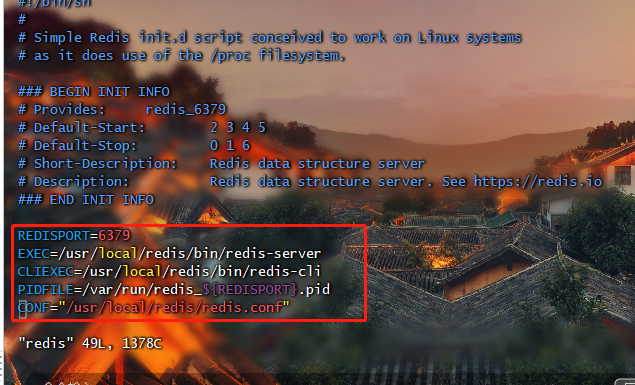 #!/bin/sh
#
# Simple Redis init.d script conceived to work on Linux systems
# as it does use of the /proc filesystem.
### BEGIN INIT INFO
# Provides: redis_6379
# Default-Start: 2 3 4 5
# Default-Stop: 0 1 6
# Short-Description: Redis data structure server
# Description: Redis data structure server. See https://redis.io
### END INIT INFO
REDISPORT=6379
EXEC=/usr/local/redis/bin/redis-server
CLIEXEC=/usr/local/redis/bin/redis-cli
PIDFILE=/var/run/redis_${REDISPORT}.pid
CONF="/usr/local/redis/redis.conf"
"redis" 49L, 1378C